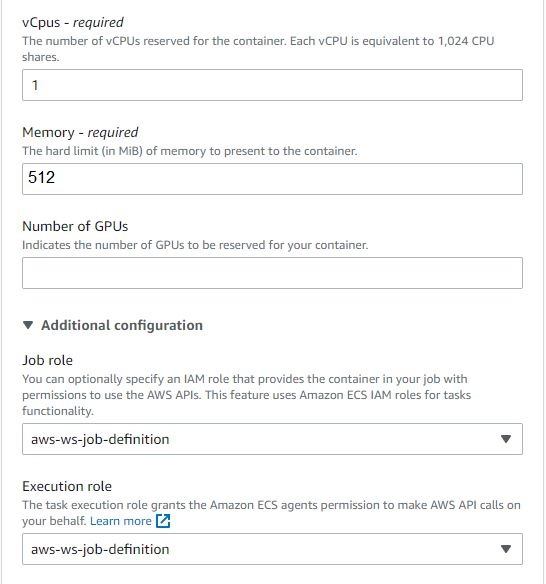 vCpus - required
The number of vCPUs reserved for the container. Each vCPU is equivalent to 1,024 CPU
shares.
1
Memory - required
The hard limit (in MiB) of memory to present to the container.
512
Number of GPUs
Indicates the number of GPUs to be reserved for your container.
Additional configuration
Job role
You can optionally specify an IAM role that provides the container in your job with
permissions to use the AWS APIs. This feature uses Amazon ECS IAM roles for tasks
functionality.
aws-ws-job-definition
Execution role
The task execution role grants the Amazon ECS agents permission to make AWS API calls on
your behalf. Learn more
aws-ws-job-definition